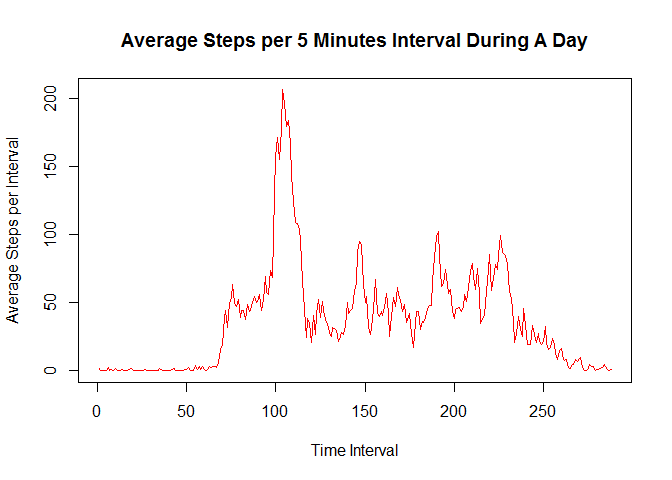 Average Steps per 5 Minutes Interval During A Day
Average Steps per Interval
200
150
100
50
0
0 50 100 150 200 250
Time Interval